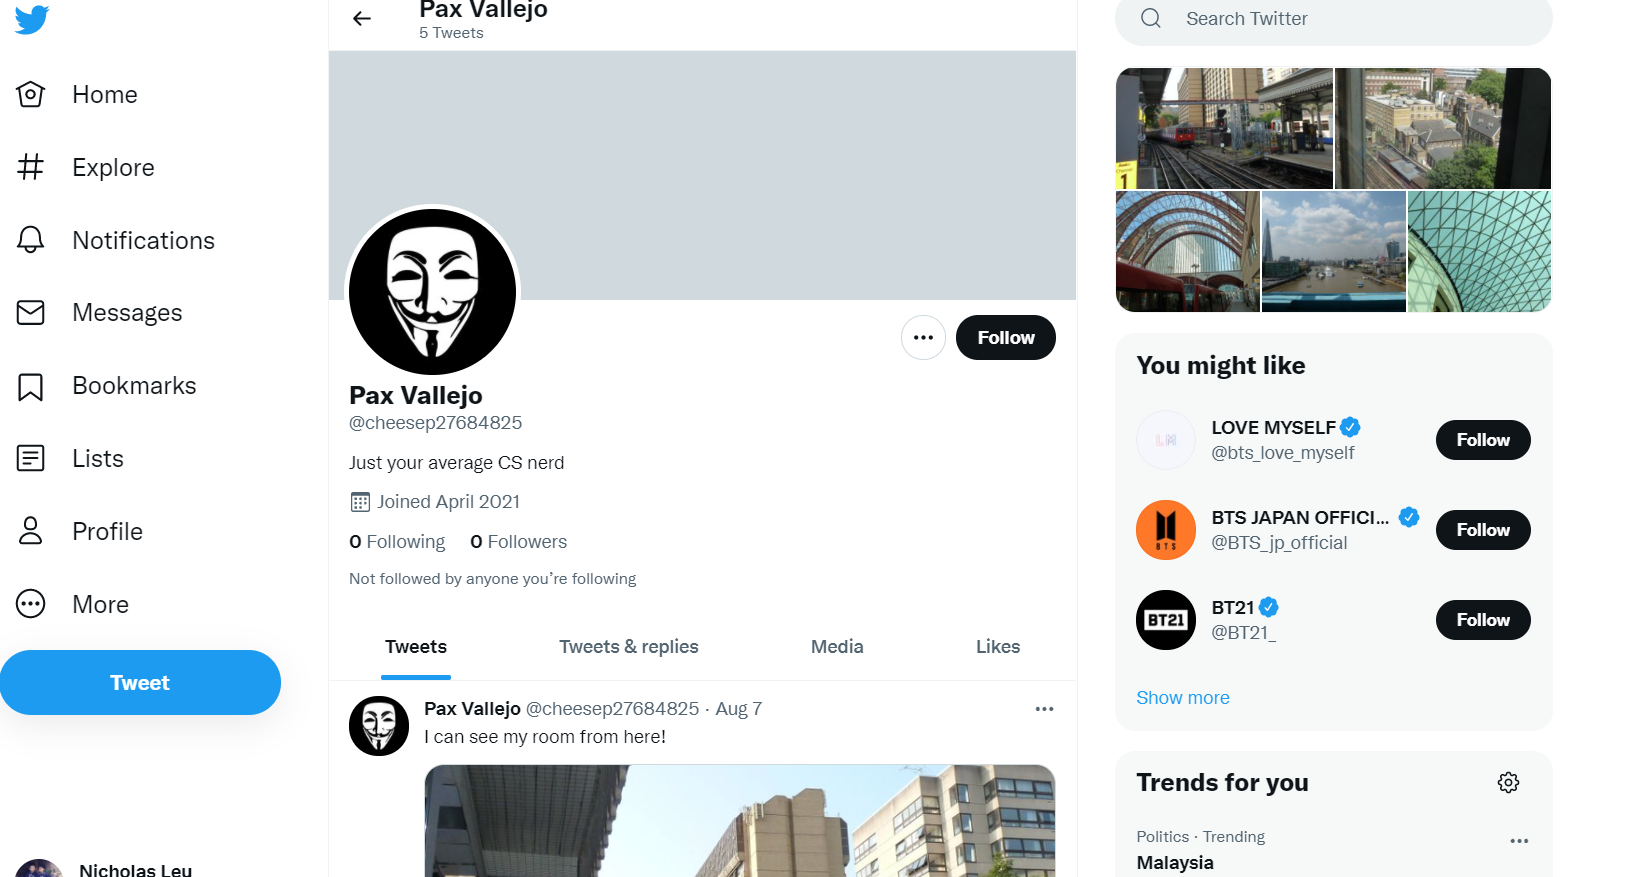 Pax Vallejo
5 Tweets
Search Twitter
Home
Explore
Notifications
Messages
Bookmarks
Lists
Profile
More
Tweet
Nicholas Leu
Follow
Pax Vallejo
@cheesep27684825
Just your average CS nerd
Joined April 2021
0 Following 0 Followers
Not followed by anyone you’re following
Tweets Tweets & replies Media Likes
Pax Vallejo @cheesep27684825 · Aug 7
I can see my room from here!
1
You might like
LM
LOVE MYSELF
@bts_love_myself
Follow
BTS
BTS JAPAN OFFICI...
@BTS_jp_official
Follow
BT21
BT21
@BT21_
Follow
Show more
Trends for you
Politics · Trending
Malaysia